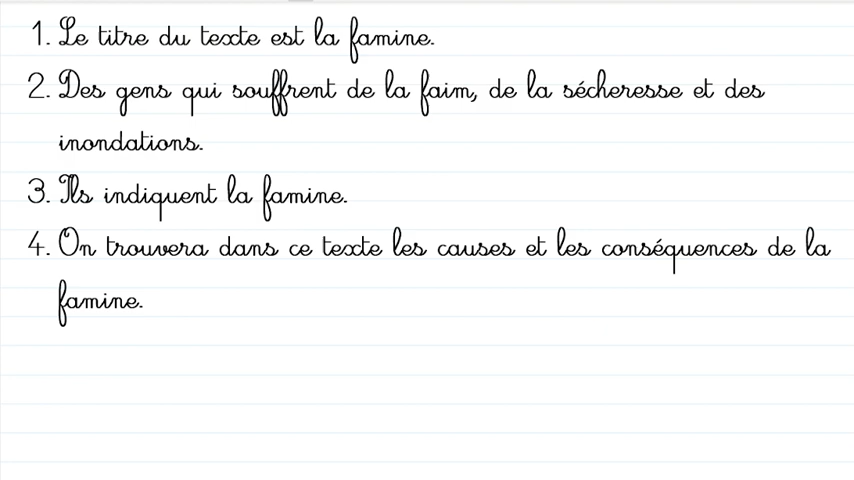 1. Le titre du texte est la famine.
2. Des gens qui souffrent de la faim, de la sécheresse et des
inondations.
3. Ils indiquent la famine.
4. On trouvera dans ce texte les causes et les conséquences de la
famine.